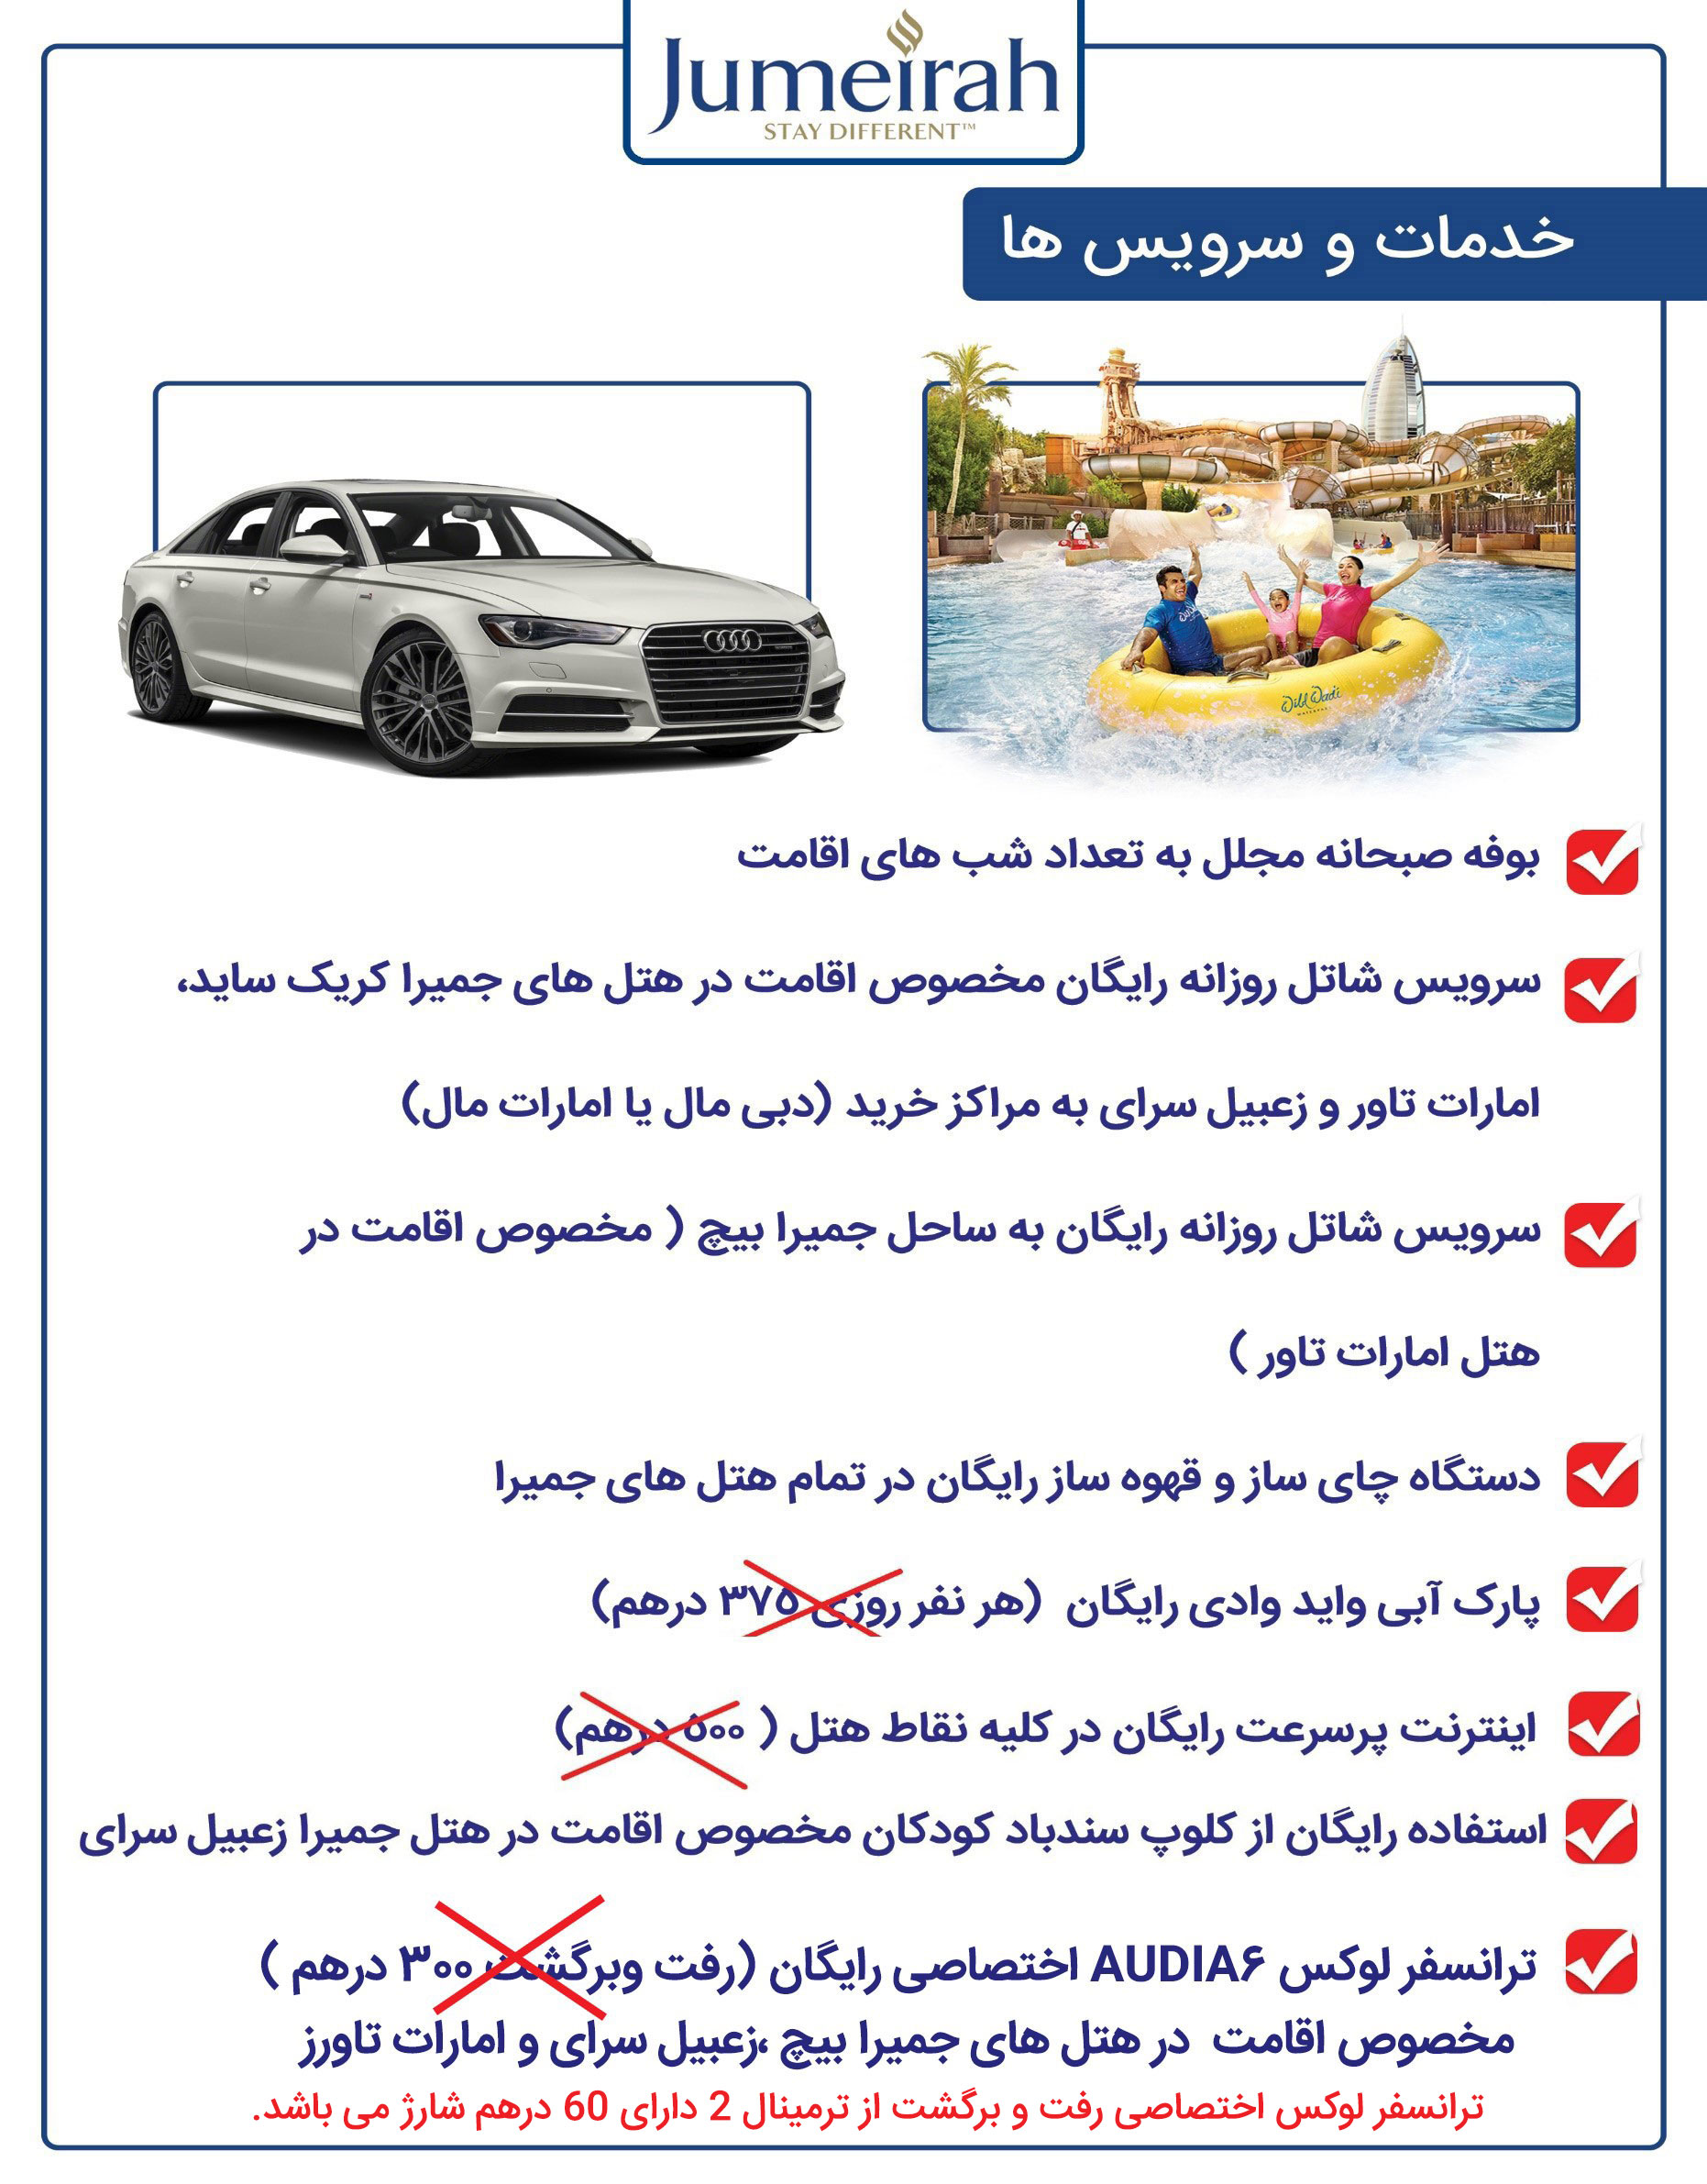 Jumeirah
STAY DIFFERENT™
خدمات و سرویس ها
Wild Wadi
بوفه صبحانه مجلل به تعداد شب های اقامت
سرویس شاتل روزانه رایگان مخصوص اقامت در هتل های جمیرا کریک ساید،
امارات تاور و زعبیل سرای به مراکز خرید (دبی مال یا امارات مال)
سرویس شاتل روزانه رایگان به ساحل جمیرا بیچ ( مخصوص اقامت در
هتل امارات تاور )
دستگاه چای ساز و قهوه ساز رایگان در تمام هتل های جمیرا
پارک آبی واید وادی رایگان (هر نفر روزی ۳۷۵ درهم)
اینترنت پرسرعت رایگان در کلیه نقاط هتل ( ۵۰۰ درهم)
استفاده رایگان از کلوپ سندباد کودکان مخصوص اقامت در هتل جمیرا زعبیل سرای
ترانسفر لوکس AUDIA۶ اختصاصی رایگان (رفت وبرگشت ۳۰۰ درهم )
مخصوص اقامت در هتل های جمیرا بیچ ،زعبیل سرای و امارات تاورز
ترانسفر لوکس اختصاصی رفت و برگشت از ترمینال 2 دارای 60 درهم شارژ می باشد.